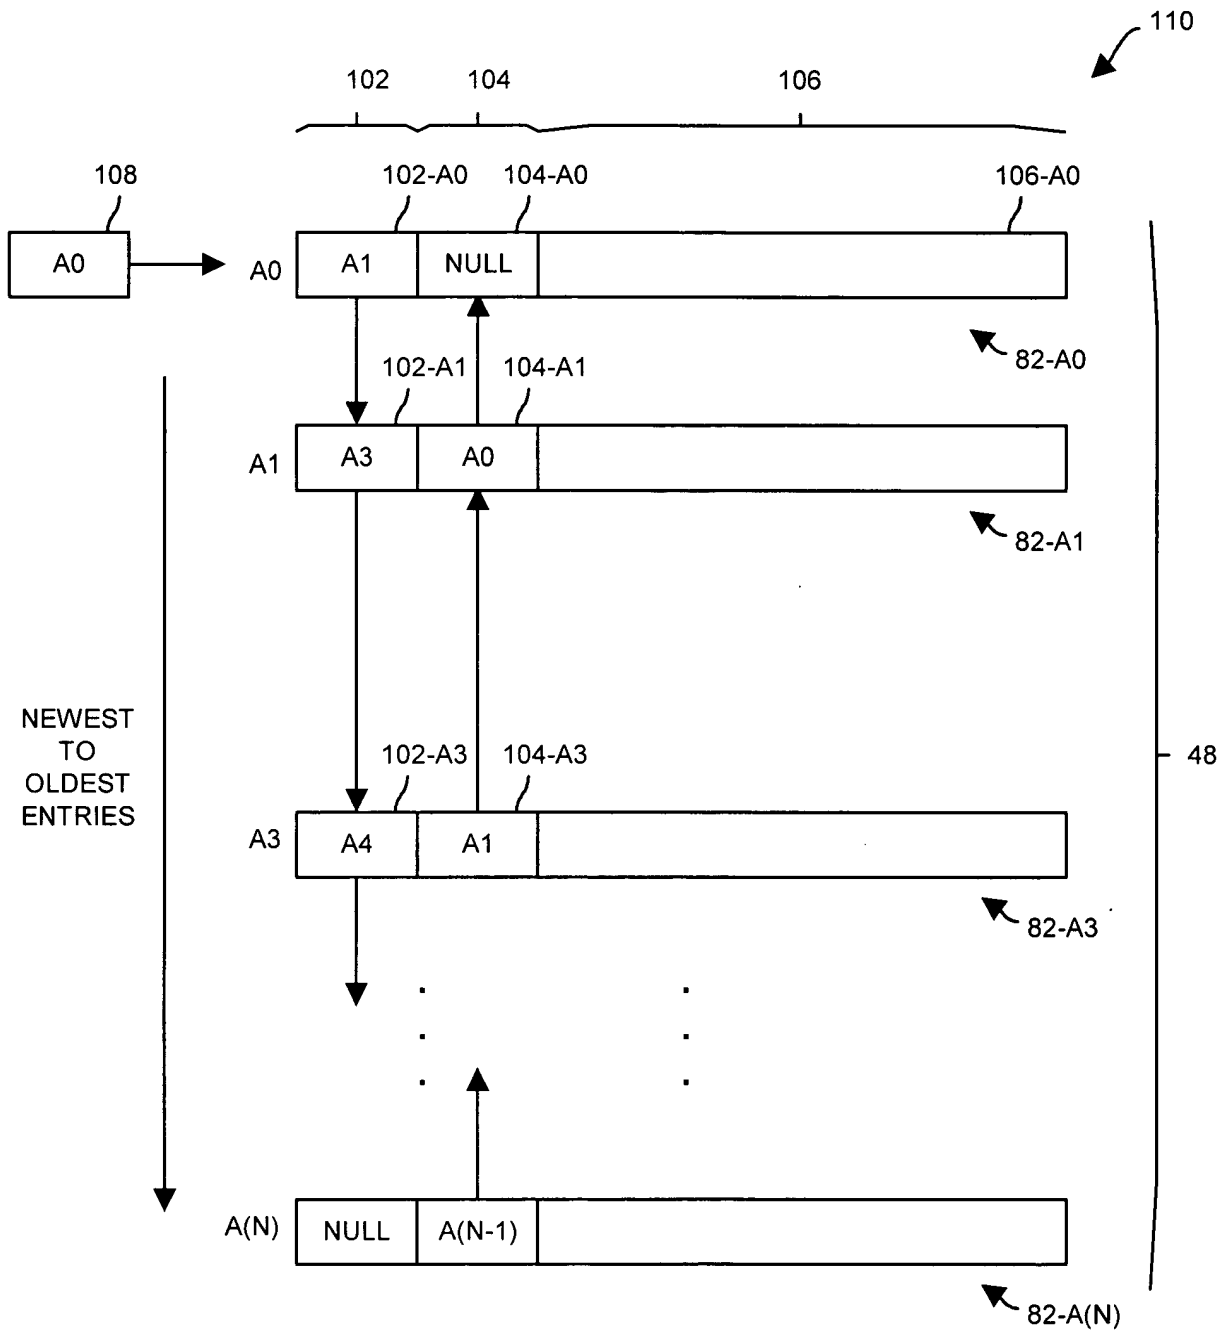 110
102 104 106
108 102-A0 104-A0 106-A0
A0 A0 A1 NULL
82-A0
102-A1 104-A1
A1 A3 A0
82-A1
NEWEST
TO
OLDEST
ENTRIES
48
102-A3 104-A3
A3 A4 A1
82-A3
A(N) NULL A(N-1)
82-A(N)